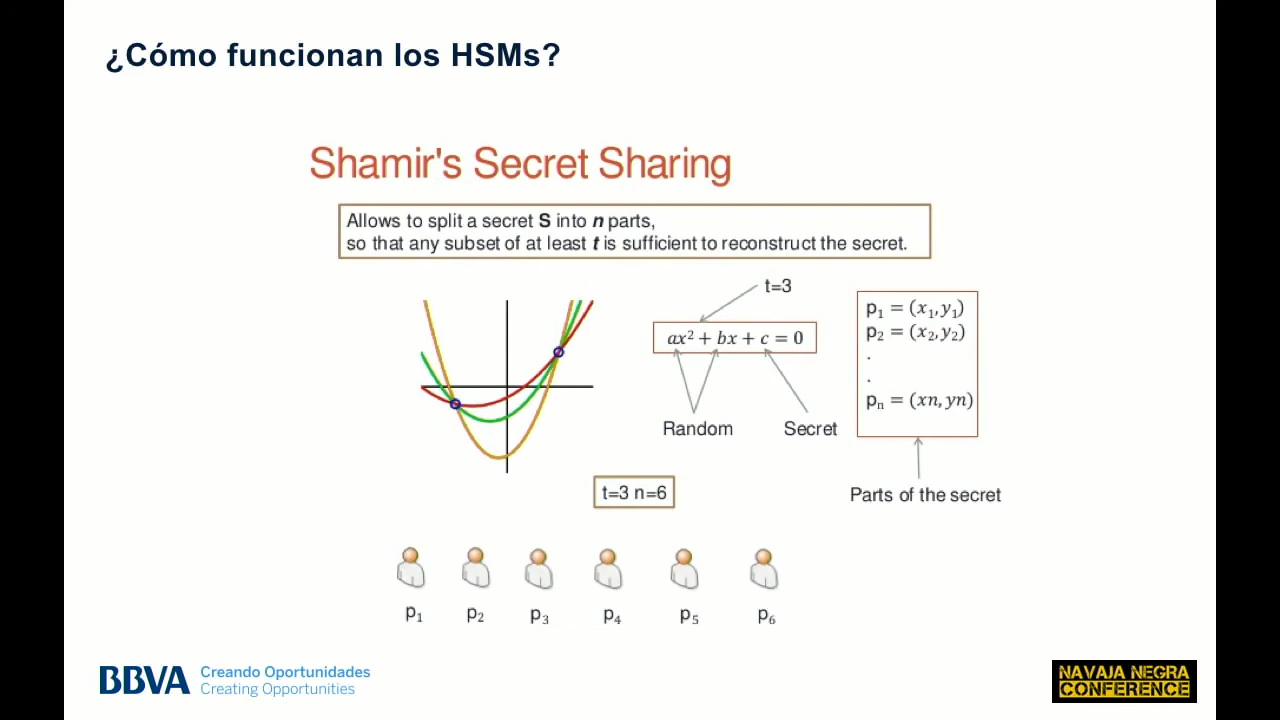 ¿Cómo funcionan los HSMs?
Shamir's Secret Sharing
Allows to split a secret S into n parts,
so that any subset of at least t is sufficient to reconstruct the secret.
t=3
ax² + bx + c = 0
Random
Secret
p₁ = (x₁,y₁)
p₂ = (x₂,y₂)
.
.
pₙ = (xn, yn)
Parts of the secret
t=3 n=6
p₁ p₂ p₃ p₄ p₅ p₆
BBVA
Creando Oportunidades
Creating Opportunities
NAVAJA NEGRA
CONFERENCE